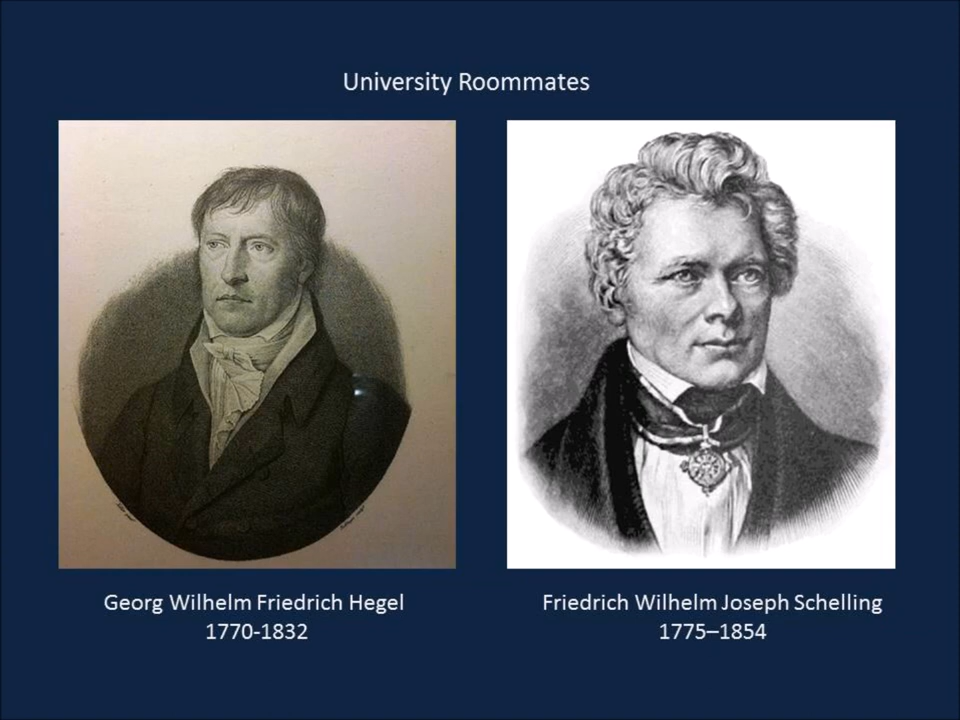 University Roommates
Georg Wilhelm Friedrich Hegel
1770-1832
Friedrich Wilhelm Joseph Schelling
1775–1854